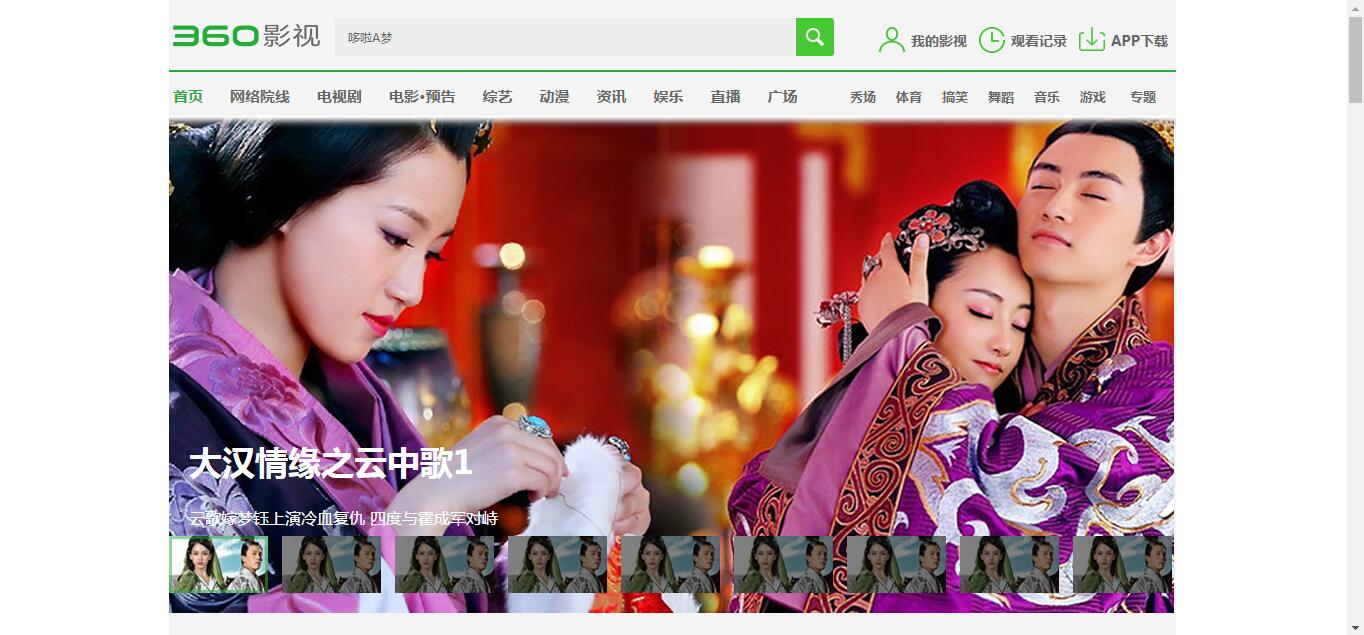 360影视
哆啦A梦
我的影视 观看记录 APP下载
首页 网络院线 电视剧 电影•预告 综艺 动漫 资讯 娱乐 直播 广场 秀场 体育 搞笑 舞蹈 音乐 游戏 专题
大汉情缘之云中歌1
云歌嫁梦钰上演冷血复仇 四度与霍成军对峙